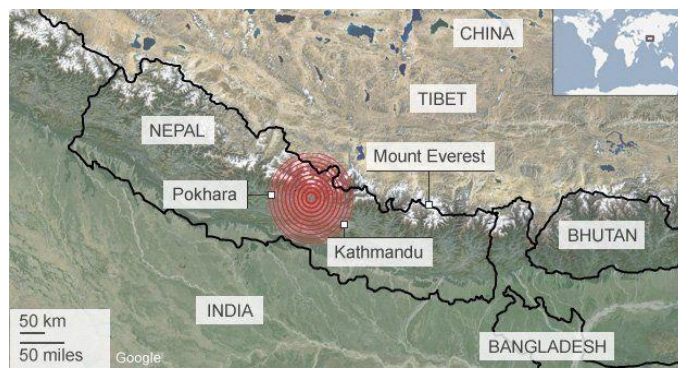 CHINA
TIBET
NEPAL
Mount Everest
Pokhara
Kathmandu
BHUTAN
INDIA
50 km
50 miles
Google
BANGLADESH